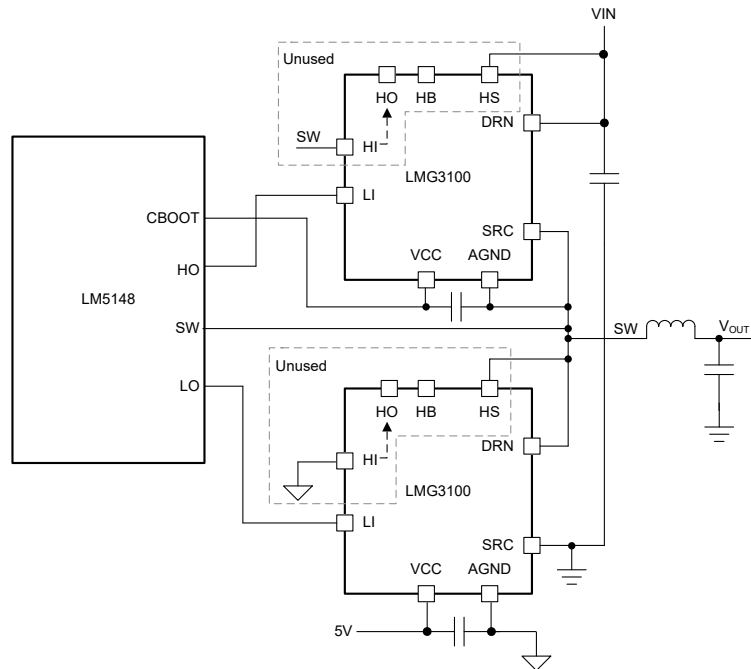 VIN
Unused
HO
HB
HS
DRN
SW
HI
LMG3100
LI
CBOOT
SRC
VCC
AGND
HO
LM5148
SW
SW
VOUT
Unused
LO
HO
HB
HS
DRN
HI
LMG3100
LI
SRC
VCC
AGND
5V